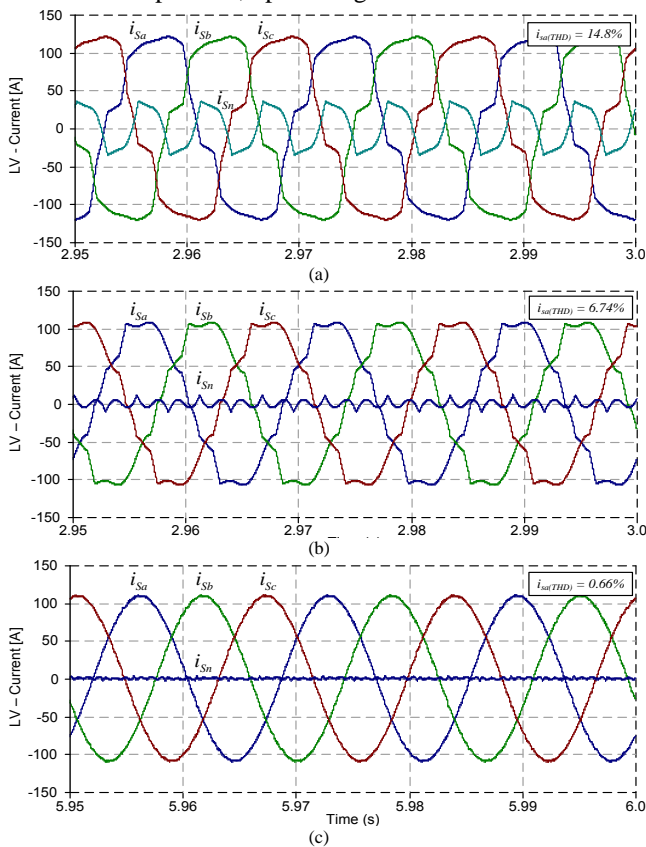 i_Sa i_Sb i_Sc i_sa(THD) = 14.8%
150
100
50
i_Sn
0
-50
-100
-150
LV - Current [A]
2.95 2.96 2.97 2.98 2.99 3.0
(a)
150
i_Sa i_Sb i_Sc i_sa(THD) = 6.74%
100
50
i_Sn
0
-50
-100
-150
LV – Current [A]
2.95 2.96 2.97 2.98 2.99 3.0
(b)
150
i_Sa i_Sb i_Sc i_sa(THD) = 0.66%
100
50
i_Sn
0
-50
-100
-150
LV – Current [A]
5.95 5.96 5.97 5.98 5.99 6.0
Time (s)
(c)